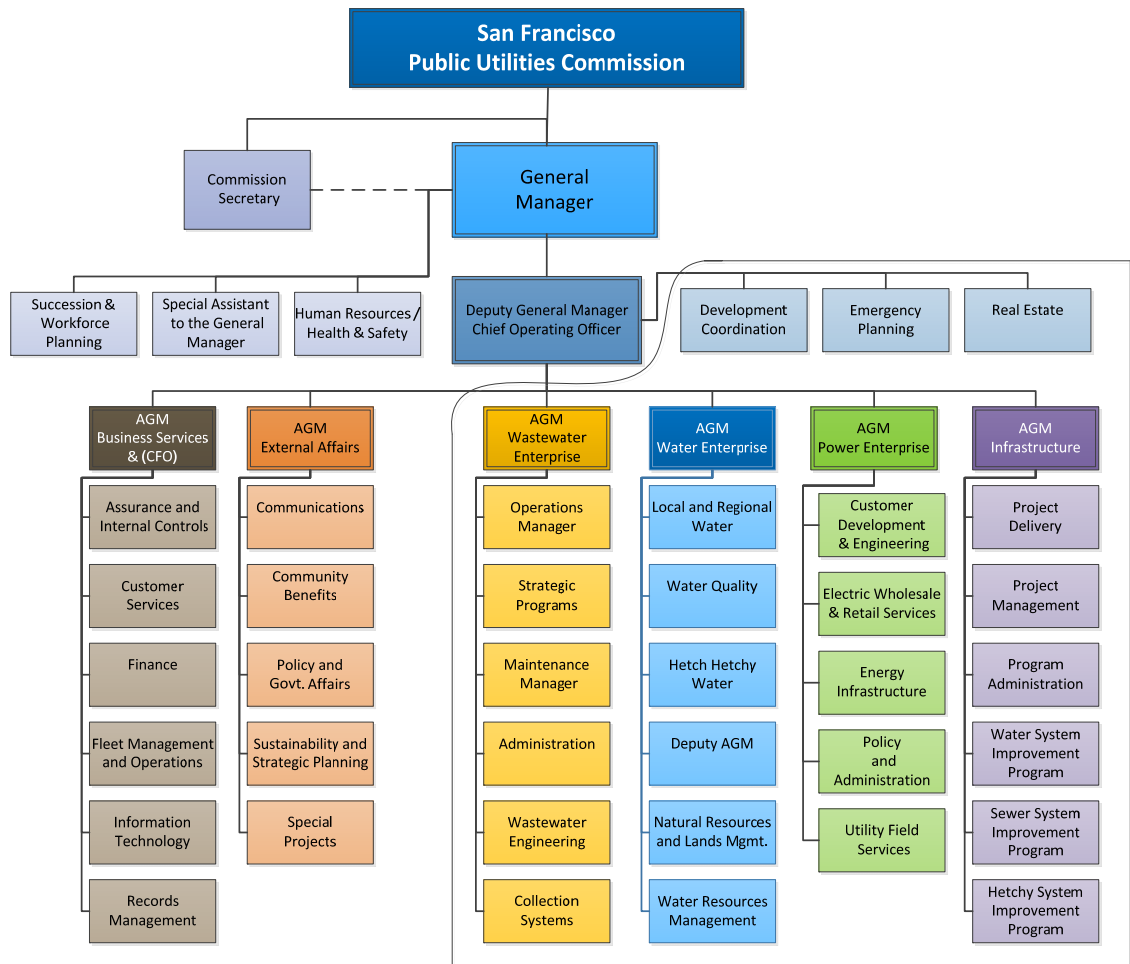 San Francisco
Public Utilities Commission
Commission
Secretary
General
Manager
Succession &
Workforce
Planning
Special Assistant
to the General
Manager
Human Resources /
Health & Safety
Deputy General Manager
Chief Operating Officer
Development
Coordination
Emergency
Planning
Real Estate
AGM
Business Services
& (CFO)
Assurance and
Internal Controls
Customer
Services
Finance
Fleet Management
and Operations
Information
Technology
Records
Management
AGM
External Affairs
Communications
Community
Benefits
Policy and
Govt. Affairs
Sustainability and
Strategic Planning
Special
Projects
AGM
Wastewater
Enterprise
Operations
Manager
Strategic
Programs
Maintenance
Manager
Administration
Wastewater
Engineering
Collection
Systems
AGM
Water Enterprise
Local and Regional
Water
Water Quality
Hetch Hetchy
Water
Deputy AGM
Natural Resources
and Lands Mgmt.
Water Resources
Management
AGM
Power Enterprise
Customer
Development
& Engineering
Electric Wholesale
& Retail Services
Energy
Infrastructure
Policy
and
Administration
Utility Field
Services
AGM
Infrastructure
Project
Delivery
Project
Management
Program
Administration
Water System
Improvement
Program
Sewer System
Improvement
Program
Hetchy System
Improvement
Program